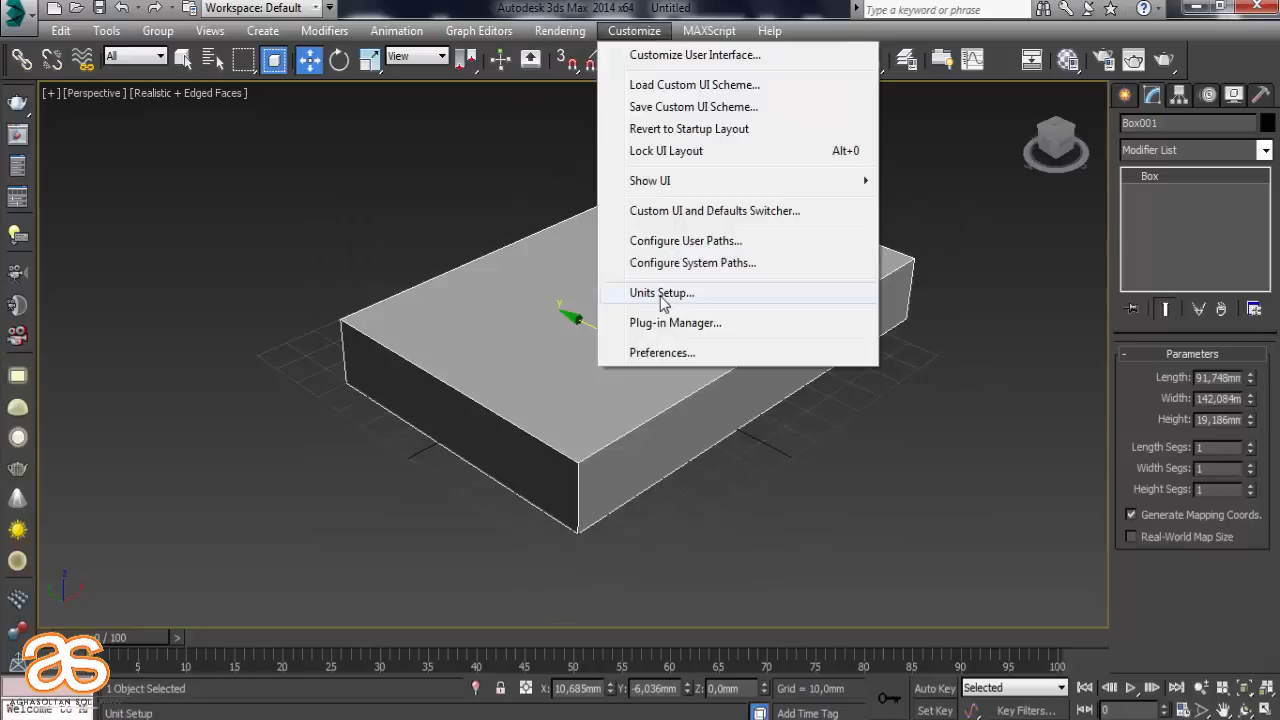 Workspace: Default
Autodesk 3ds Max 2014 x64
Untitled
Type a keyword or phrase
Edit Tools Group Views Create Modifiers Animation Graph Editors Rendering Customize MAXScript Help
All
View
3
[ + ] [Perspective ] [ Realistic + Edged Faces ]
Customize User Interface...
Load Custom UI Scheme...
Save Custom UI Scheme...
Revert to Startup Layout
Lock UI Layout Alt+0
Show UI
Custom UI and Defaults Switcher...
Configure User Paths...
Configure System Paths...
Units Setup...
Plug-in Manager...
Preferences...
Box001
Modifier List
Box
Parameters
Length: 91,748mm
Width: 142,084m
Height: 19,186mm
Length Segs: 1
Width Segs: 1
Height Segs: 1
Generate Mapping Coords.
Real-World Map Size
y
z
0 / 100
>
5 10 15 20 25 30 35 40 45 50 55 60 65 70 75 80 85 90 95 100
as
AGHASOLTAN SOL
1 Object Selected
X: 10,685mm Y: -6,036mm Z: 0,0mm
Grid = 10,0mm
Auto Key
Selected
Welcome to M
Unit Setup
Add Time Tag
Set Key
Key Filters...
0